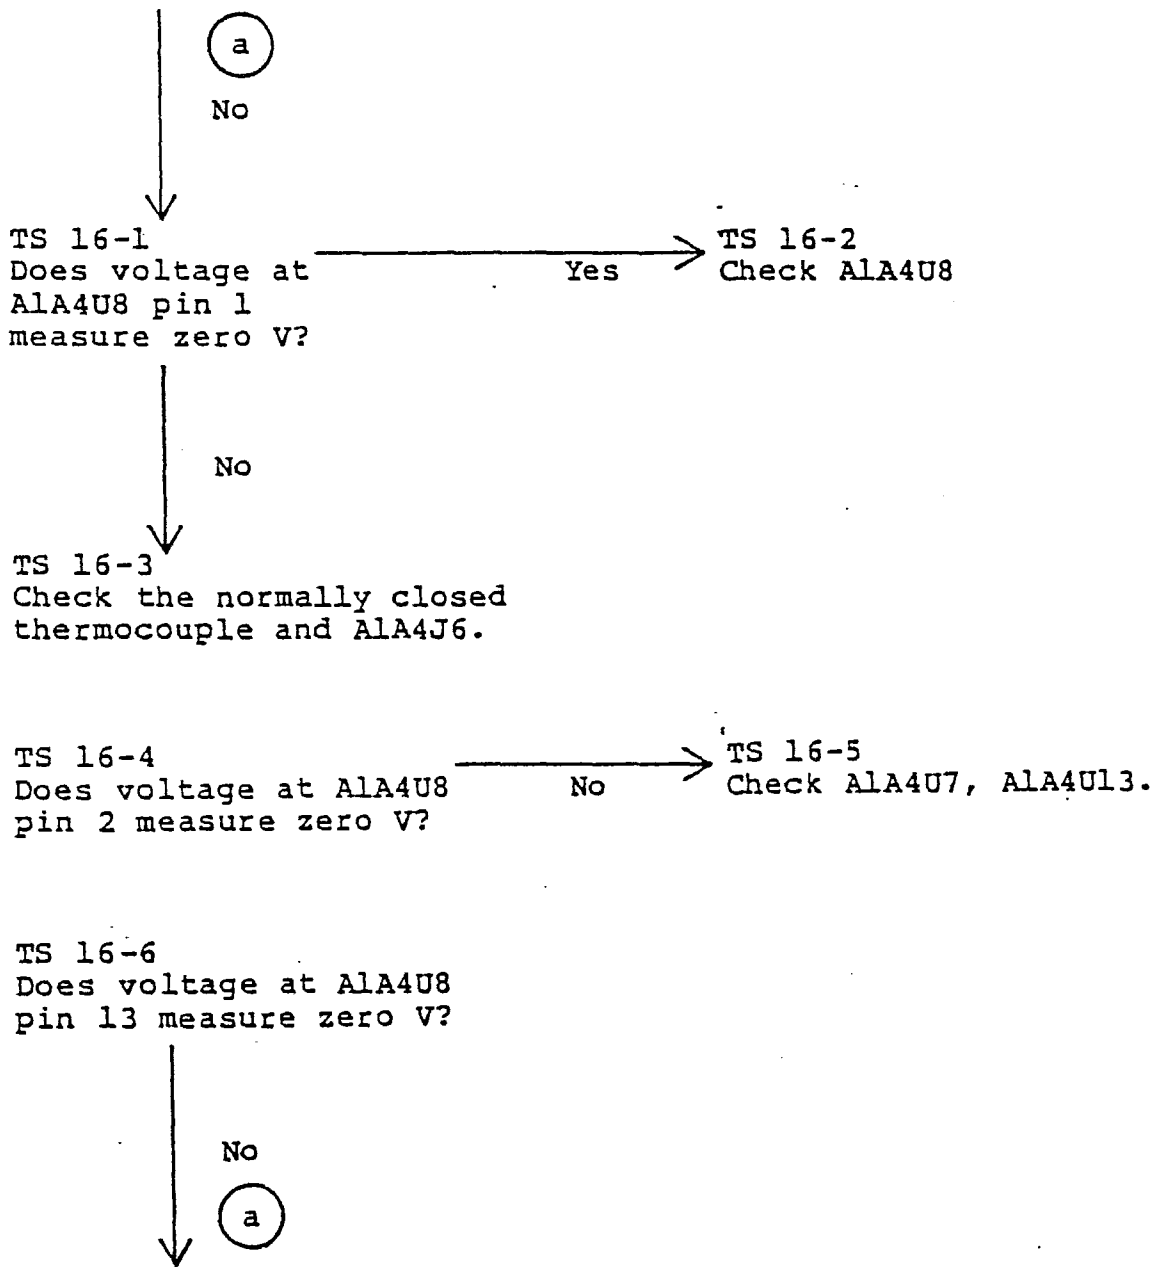 a
No
TS 16-1
Does voltage at
A1A4U8 pin 1
measure zero V?
Yes
TS 16-2
Check A1A4U8
No
TS 16-3
Check the normally closed
thermocouple and A1A4J6.
TS 16-4
Does voltage at A1A4U8
pin 2 measure zero V?
No
TS 16-5
Check A1A4U7, A1A4U13.
TS 16-6
Does voltage at A1A4U8
pin 13 measure zero V?
No
a